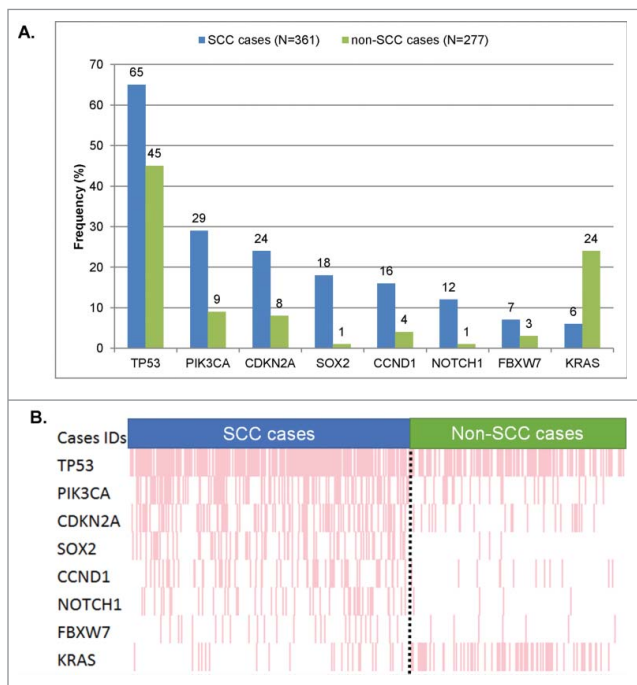 A.
SCC cases (N=361) non-SCC cases (N=277)
Frequency (%)
70
60
50
40
30
20
10
0
65 45
29 9
24 8
18 1
16 4
12 1
7 3
6 24
TP53 PIK3CA CDKN2A SOX2 CCND1 NOTCH1 FBXW7 KRAS
B.
Cases IDs SCC cases Non-SCC cases
TP53
PIK3CA
CDKN2A
SOX2
CCND1
NOTCH1
FBXW7
KRAS